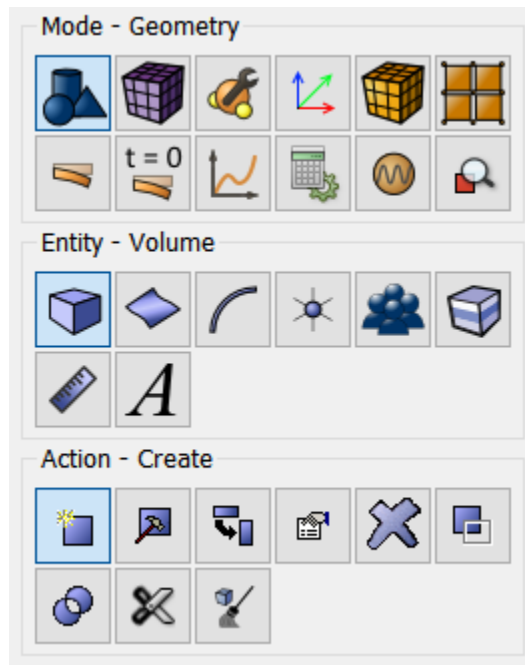 Mode - Geometry
t = 0
Entity - Volume
A
Action - Create